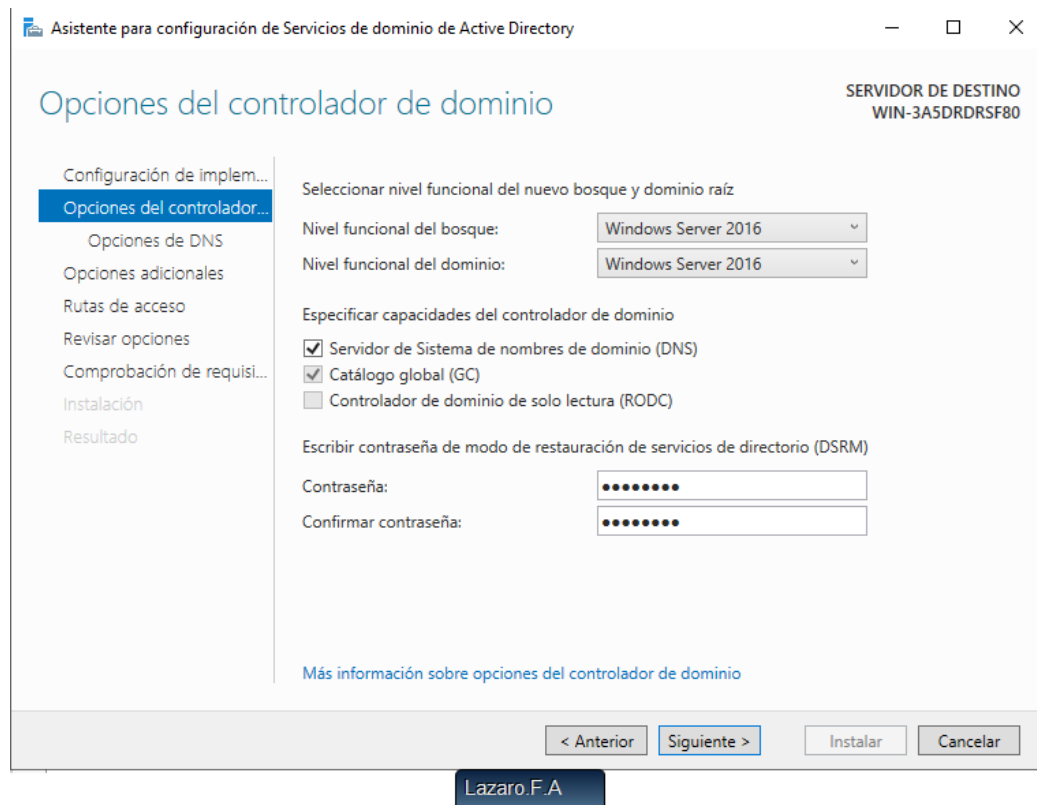 Asistente para configuración de Servicios de dominio de Active Directory
Opciones del controlador de dominio
SERVIDOR DE DESTINO
WIN-3A5DRDRSF80
Configuración de implem...
Opciones del controlador...
Opciones de DNS
Opciones adicionales
Rutas de acceso
Revisar opciones
Comprobación de requisi...
Instalación
Resultado
Seleccionar nivel funcional del nuevo bosque y dominio raíz
Nivel funcional del bosque: Windows Server 2016
Nivel funcional del dominio: Windows Server 2016
Especificar capacidades del controlador de dominio
Servidor de Sistema de nombres de dominio (DNS)
Catálogo global (GC)
Controlador de dominio de solo lectura (RODC)
Escribir contraseña de modo de restauración de servicios de directorio (DSRM)
Contraseña: ●●●●●●●●
Confirmar contraseña: ●●●●●●●●
Más información sobre opciones del controlador de dominio
< Anterior Siguiente > Instalar Cancelar
Lazaro.F.A